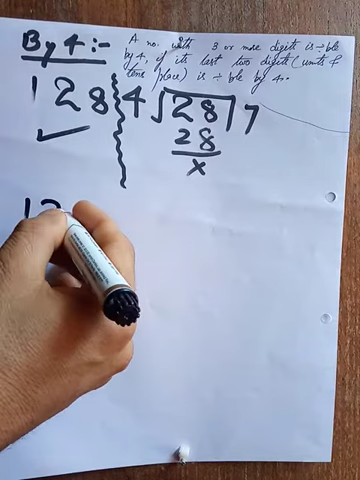 By 4:- A no. with 3 or more digit is ÷ble
by 4, if its last two digits (units &
tens place) is ÷ble by 4.
128 4 28 7
✓ 28
x
12